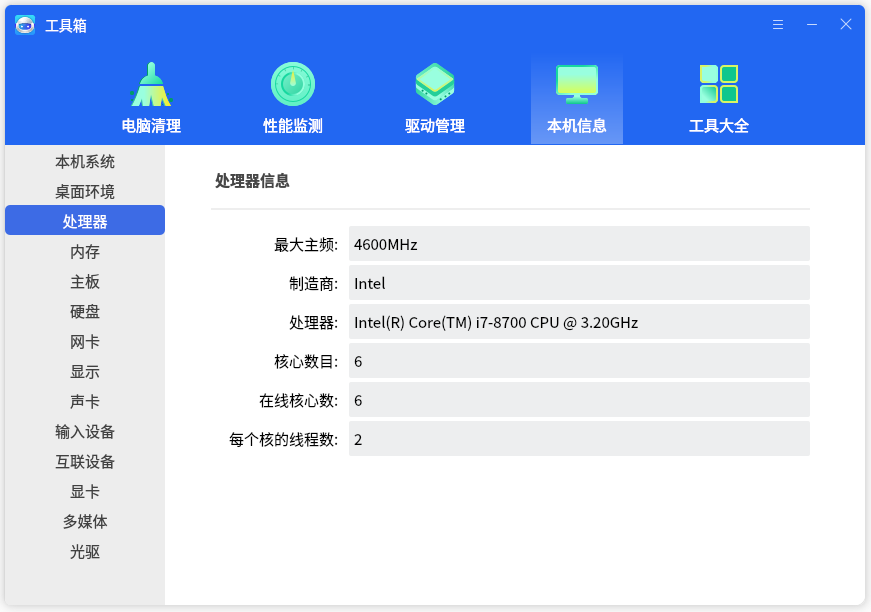 工具箱
电脑清理
性能监测
驱动管理
本机信息
工具大全
本机系统
桌面环境
处理器
内存
主板
硬盘
网卡
显示
声卡
输入设备
互联设备
显卡
多媒体
光驱
处理器信息
最大主频: 4600MHz
制造商: Intel
处理器: Intel(R) Core(TM) i7-8700 CPU @ 3.20GHz
核心数目: 6
在线核心数: 6
每个核的线程数: 2